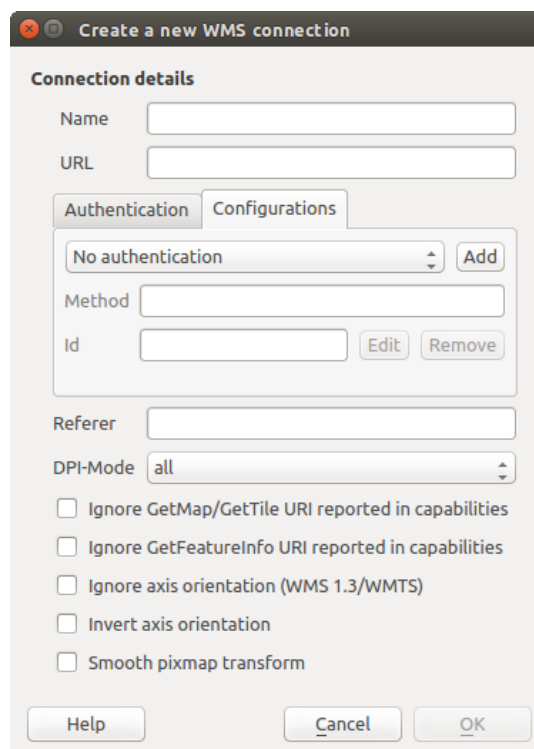 Create a new WMS connection
Connection details
Name
URL
Authentication Configurations
No authentication Add
Method
Id Edit Remove
Referer
DPI-Mode all
Ignore GetMap/GetTile URI reported in capabilities
Ignore GetFeatureInfo URI reported in capabilities
Ignore axis orientation (WMS 1.3/WMTS)
Invert axis orientation
Smooth pixmap transform
Help Cancel OK